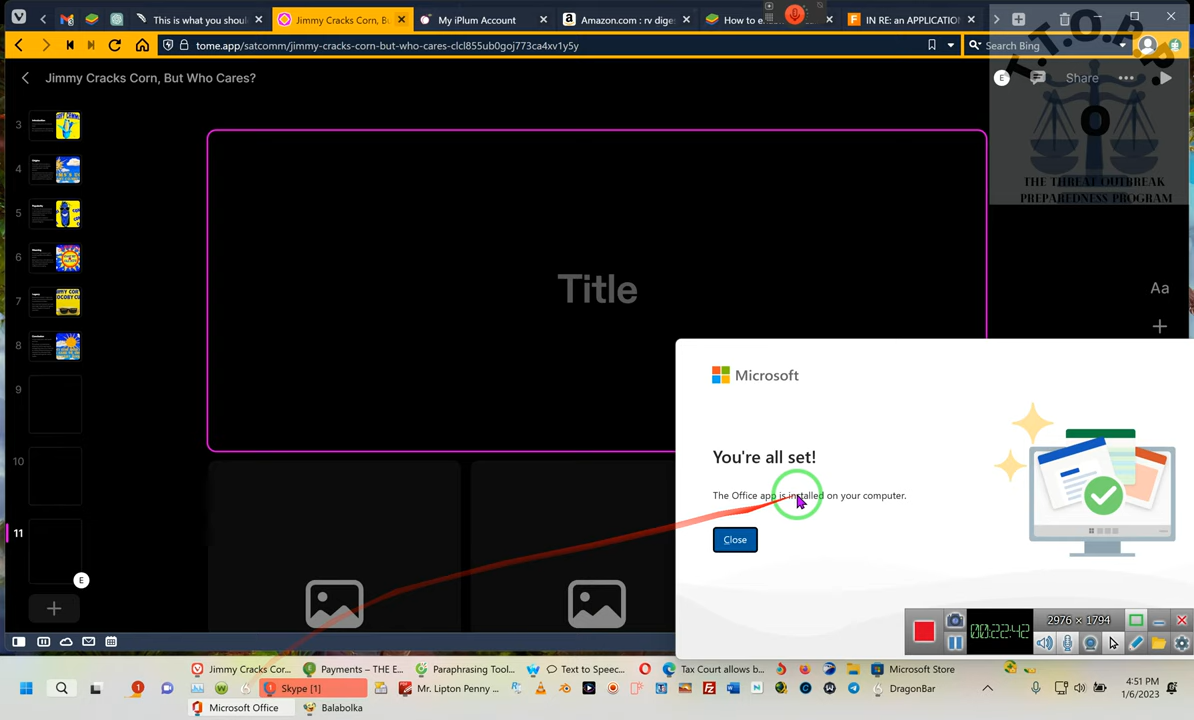 This is what you shoul
Jimmy Cracks Corn, Bu
My iPlum Account
Amazon.com : rv diges
How to e
IN RE: an APPLICATION
tome.app/satcomm/jimmy-cracks-corn-but-who-cares-clcl855ub0goj773ca4xv1y5y
Search Bing
T.T.O.P.P.
Jimmy Cracks Corn, But Who Cares?
E
Share
O
THE THREAT OUTBREAK
PREPAREDNESS PROGRAM
3
4
5
6
7
8
9
10
11
E
Title
Aa
Microsoft
You're all set!
The Office app is installed on your computer.
Close
00:22:42
2976 × 1794
Jimmy Cracks Cor...
Payments – THE E...
Paraphrasing Tool...
Text to Speec...
Tax Court allows b...
Microsoft Store
1
Skype [1]
Mr. Lipton Penny ...
DragonBar
4:51 PM
1/6/2023
Microsoft Office
Balabolka